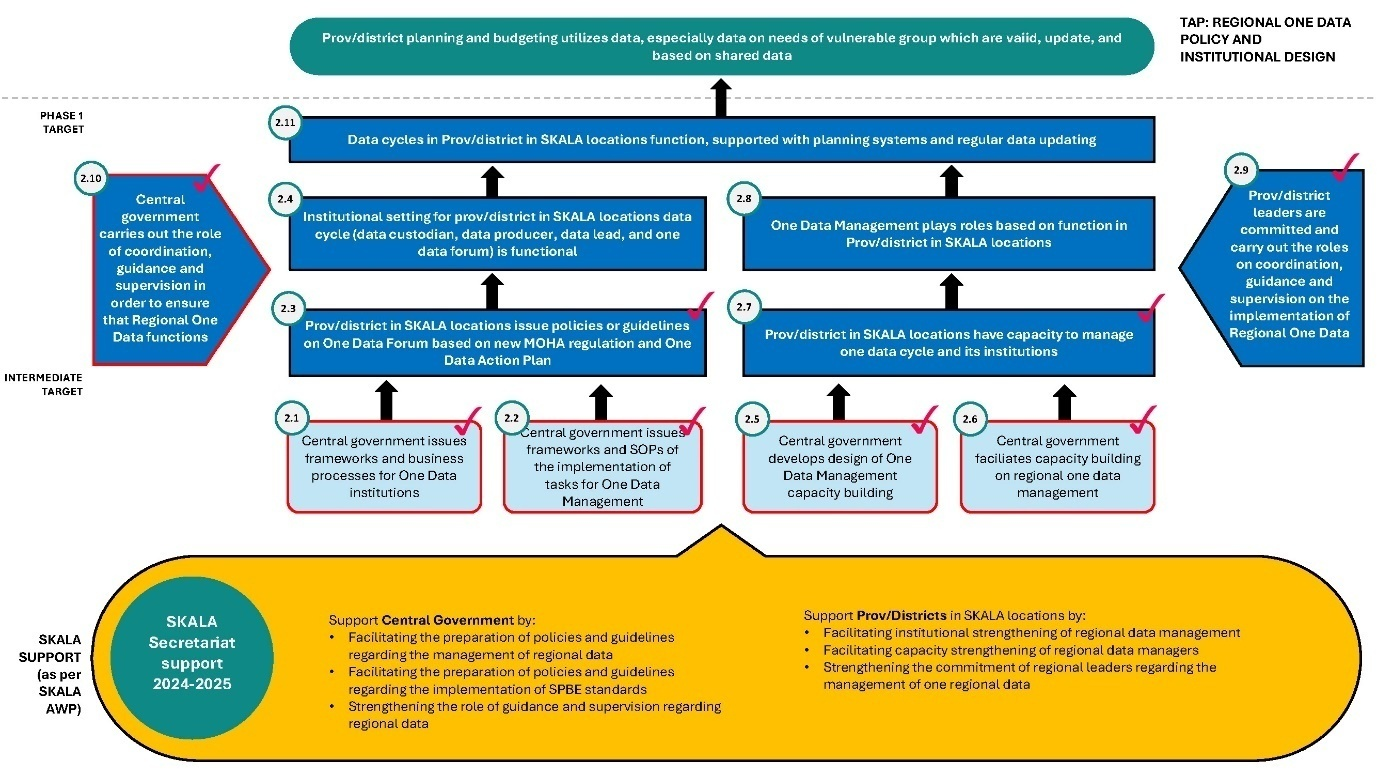 Prov/district planning and budgeting utilizes data, especially data on needs of vulnerable group which are vaiid, update, and
based on shared data
TAP: REGIONAL ONE DATA
POLICY AND
INSTITUTIONAL DESIGN
PHASE 1
TARGET
2.11
Data cycles in Prov/district in SKALA locations function, supported with planning systems and regular data updating
2.10
Central
government
carries out the role
of coordination,
guidance and
supervision in
order to ensure
that Regional One
Data functions
2.4
Institutional setting for prov/district in SKALA locations data
cycle (data custodian, data producer, data lead, and one
data forum) is functional
2.8
One Data Management plays roles based on function in
Prov/district in SKALA locations
2.9
Prov/district
leaders are
committed and
carry out the roles
on coordination,
guidance and
supervision on the
implementation of
Regional One Data
2.3
Prov/district in SKALA locations issue policies or guidelines
on One Data Forum based on new MOHA regulation and One
Data Action Plan
2.7
Prov/district in SKALA locations have capacity to manage
one data cycle and its institutions
INTERMEDIATE
TARGET
2.1
Central government issues
frameworks and business
processes for One Data
institutions
2.2
Central government issues
frameworks and SOPs of
the implementation of
tasks for One Data
Management
2.5
Central government
develops design of One
Data Management
capacity building
2.6
Central government
faciliates capacity building
on regional one data
management
SKALA
SUPPORT
(as per
SKALA
AWP)
SKALA
Secretariat
support
2024-2025
Support Central Government by:
• Facilitating the preparation of policies and guidelines
regarding the management of regional data
• Facilitating the preparation of policies and guidelines
regarding the implementation of SPBE standards
• Strengthening the role of guidance and supervision regarding
regional data
Support Prov/Districts in SKALA locations by:
• Facilitating institutional strengthening of regional data management
• Facilitating capacity strengthening of regional data managers
• Strengthening the commitment of regional leaders regarding the
management of one regional data